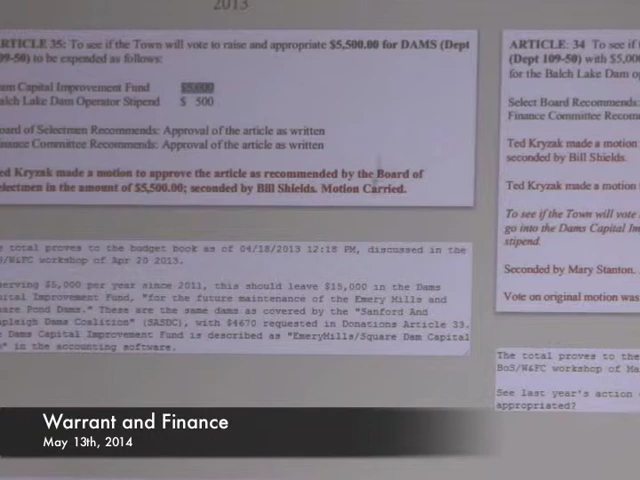 2013
RTICLE 35: To see if the Town will vote to raise and appropriate $5,500.00 for DAMS (Dept
09-50) to be expended as follows:
am Capital Improvement Fund $5,000
alch Lake Dam Operator Stipend $ 500
oard of Selectmen Recommends: Approval of the article as written
inance Committee Recommends: Approval of the article as written
ed Kryzak made a motion to approve the article as recommended by the Board of
electmen in the amount of $5,500.00; seconded by Bill Shields. Motion Carried.
e total proves to the budget book as of 04/18/2013 12:18 PM, discussed in the
S/W&FC workshop of Apr 20 2013.
serving $5,000 per year since 2011, this should leave $15,000 in the Dams
ital Improvement Fund, "for the future maintenance of the Emery Mills and
uare Pond Dams." These are the same dams as covered by the "Sanford And
apleigh Dams Coalition" (SASDC), with $4670 requested in Donations Article 33.
e Dams Capital Improvement Fund is described as "EmeryMills/Square Dam Capital
" in the accounting software.
ARTICLE: 34 To see if
(Dept 109-50) with $5,00
for the Balch Lake Dam o
Select Board Recommends:
Finance Committee Recom
Ted Kryzak made a motion
seconded by Bill Shields.
Ted Kryzak made a motion
To see if the Town will vote
go into the Dams Capital Im
stipend.
Seconded by Mary Stanton.
Vote on original motion was
The total proves to the
BoS/W&FC workshop of Ma
See last year's action
appropriated?
Warrant and Finance
May 13th, 2014